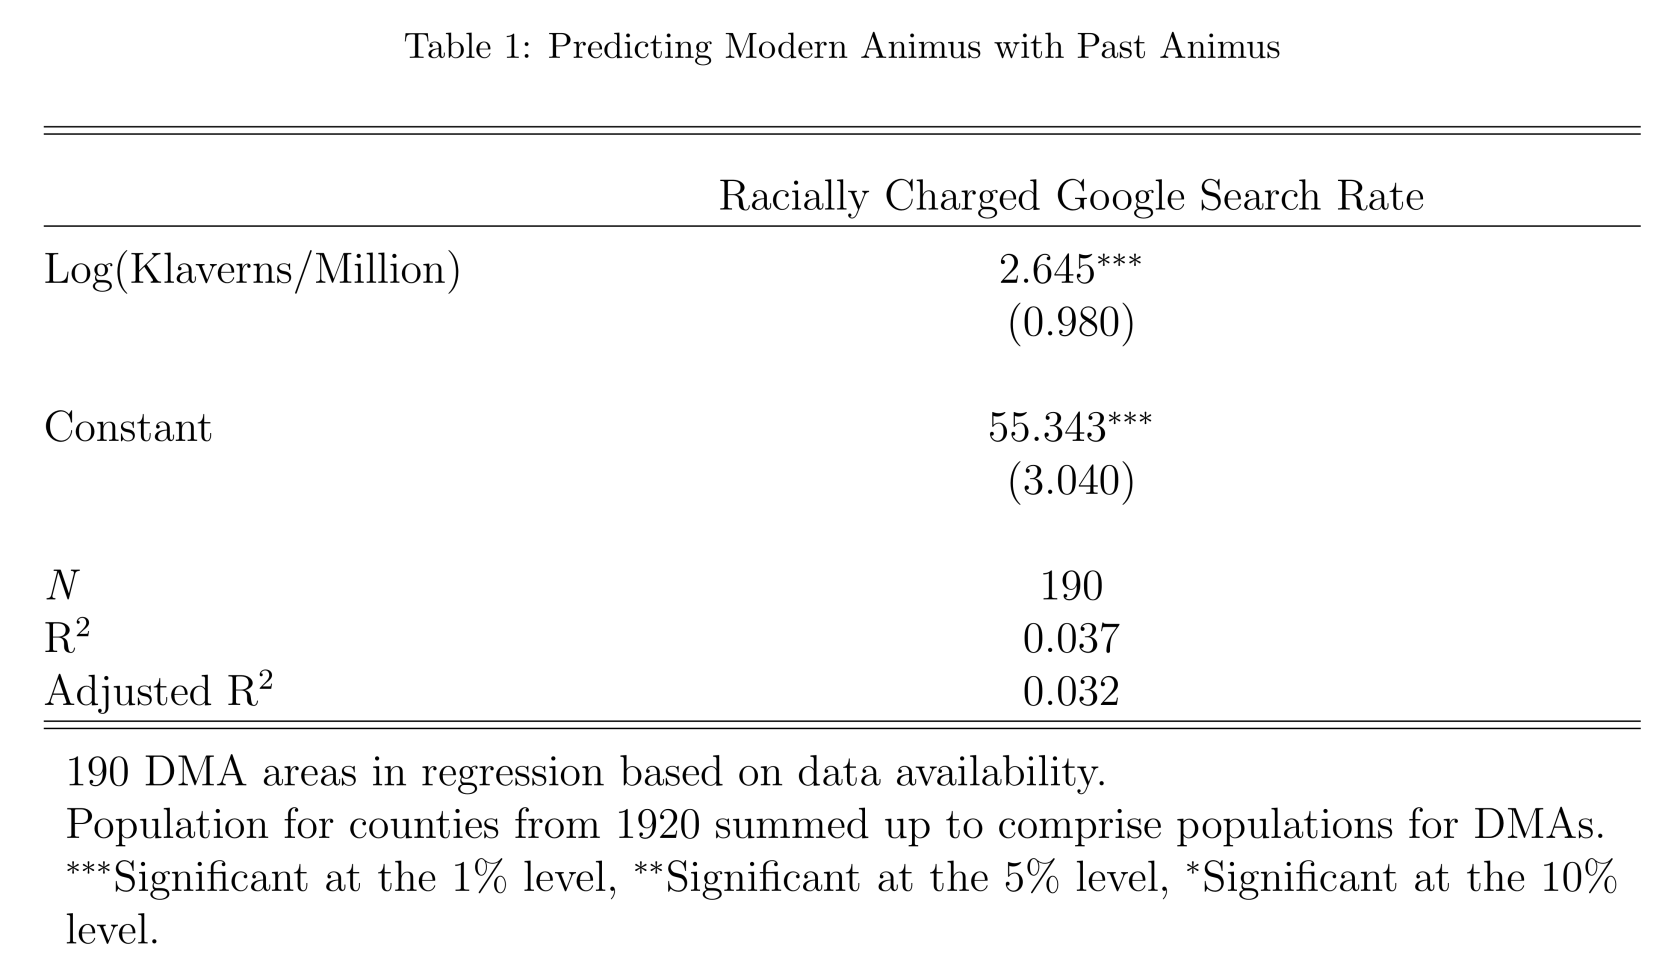 Table 1: Predicting Modern Animus with Past Animus
Racially Charged Google Search Rate
Log(Klaverns/Million) 2.645***
(0.980)
Constant 55.343***
(3.040)
N 190
R² 0.037
Adjusted R² 0.032
190 DMA areas in regression based on data availability.
Population for counties from 1920 summed up to comprise populations for DMAs.
***Significant at the 1% level, **Significant at the 5% level, *Significant at the 10%
level.